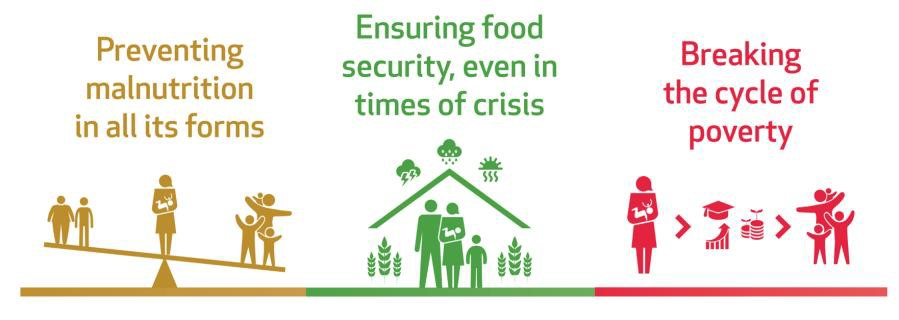 Preventing
malnutrition
in all its forms
Ensuring food
security, even in
times of crisis
Breaking
the cycle of
poverty